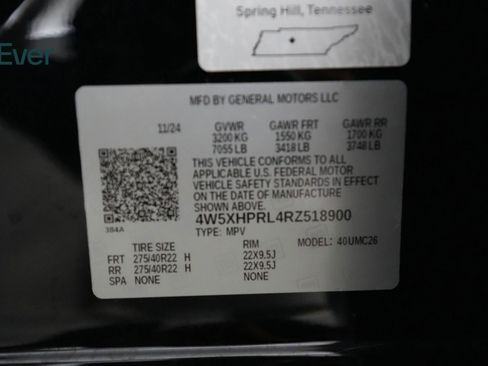 Spring Hill, Tennessee
Ever
MFD BY GENERAL MOTORS LLC
11/24 GVWR GAWR FRT GAWR RR
3200 KG 1550 KG 1700 KG
7055 LB 3418 LB 3748 LB
THIS VEHICLE CONFORMS TO ALL
APPLICABLE U.S. FEDERAL MOTOR
VEHICLE SAFETY STANDARDS IN EFFECT
ON THE DATE OF MANUFACTURE
SHOWN ABOVE.
4W5XHPRL4RZ518900
TYPE: MPV
384A
TIRE SIZE RIM MODEL: 40UMC26
FRT 275/40R22 H 22X9.5J
RR 275/40R22 H 22X9.5J
SPA NONE NONE